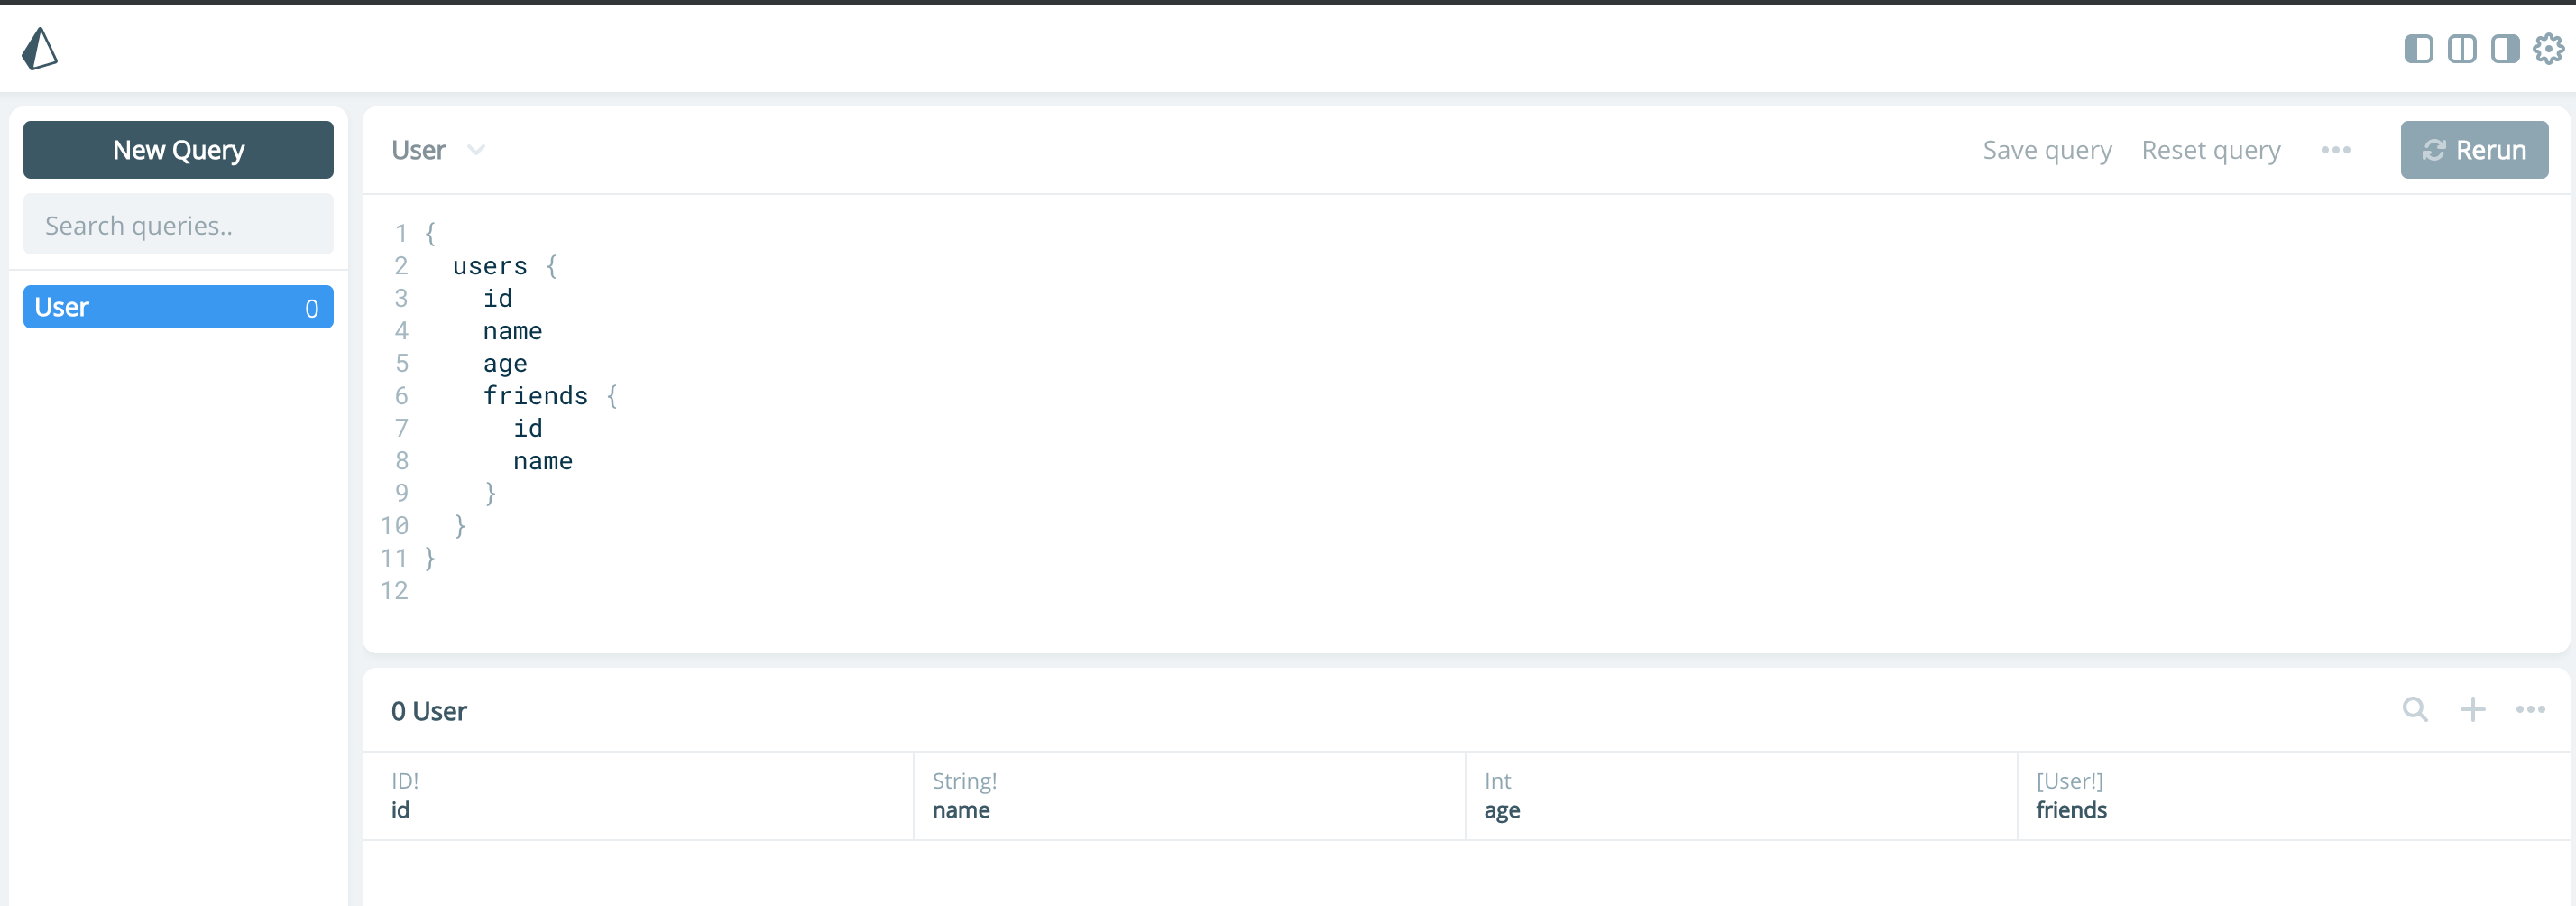 New Query
Search queries..
User 0
User Save query Reset query ••• Rerun
1 {
2   users {
3     id
4     name
5     age
6     friends {
7       id
8       name
9     }
10   }
11 }
12
0 User
ID! String! Int [User!]
id name age friends